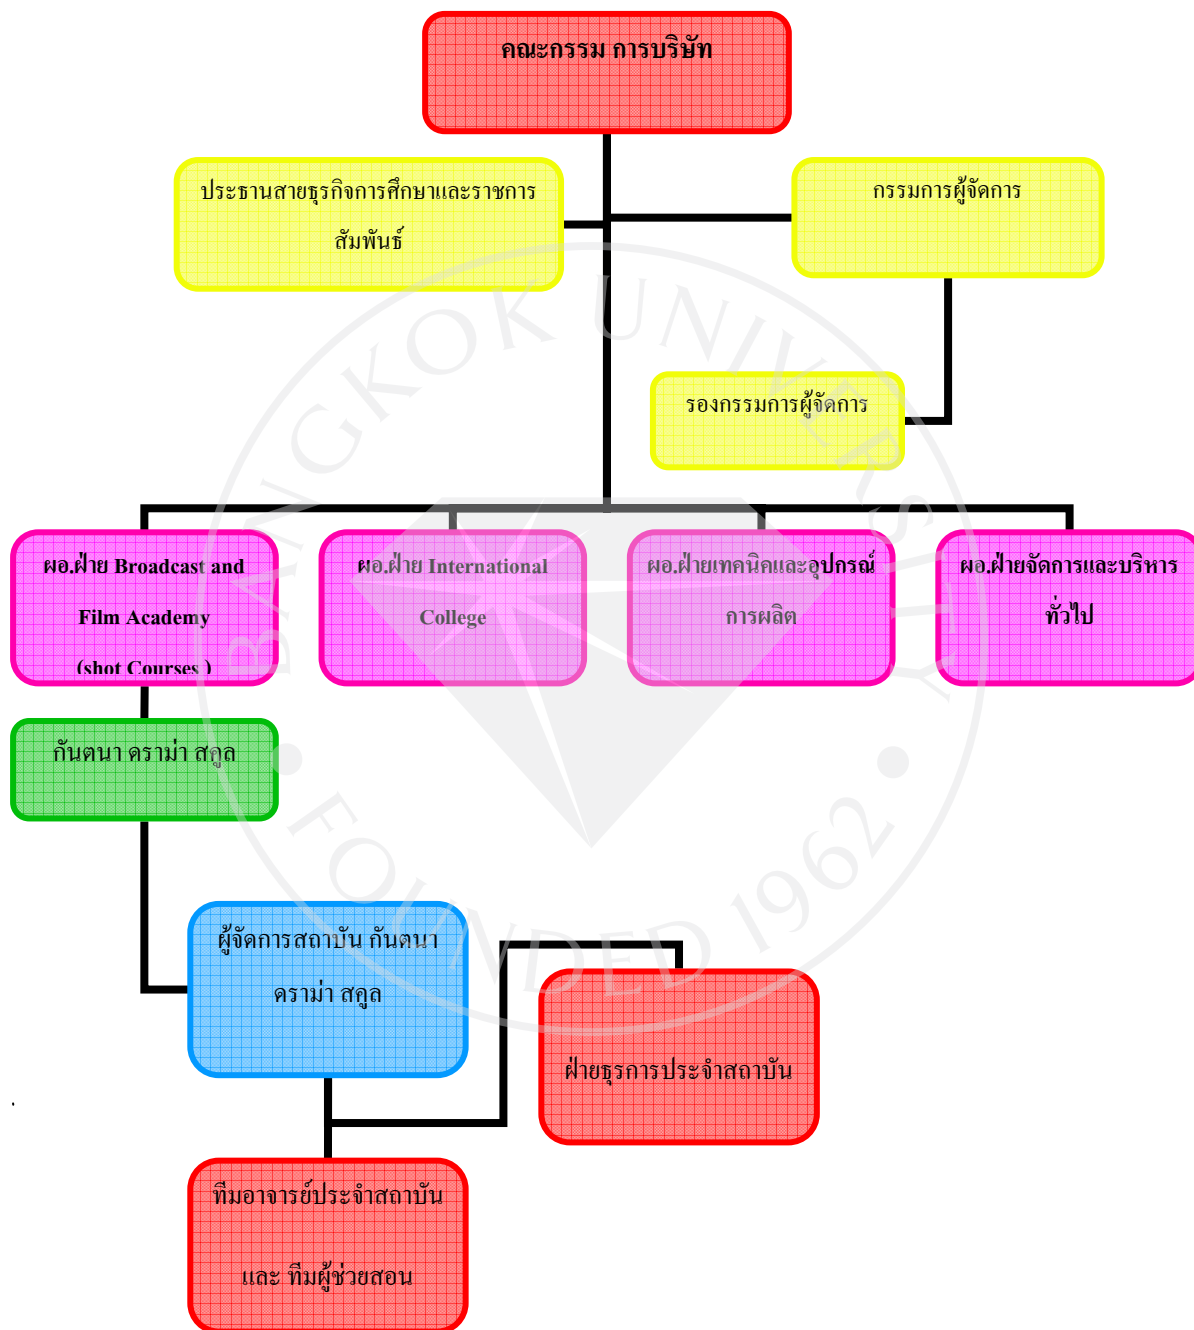 คณะกรรม การบริษัท
ประธานสายธุรกิจการศึกษาและราชการ
สัมพันธ์
กรรมการผู้จัดการ
รองกรรมการผู้จัดการ
ผอ.ฝ่าย Broadcast and
Film Academy
(shot Courses )
ผอ.ฝ่าย International
College
ผอ.ฝ่ายเทคนิคและอุปกรณ์
การผลิต
ผอ.ฝ่ายจัดการและบริหาร
ทั่วไป
กันตนา ดราม่า สคูล
ผู้จัดการสถาบัน กันตนา
ดราม่า สคูล
ฝ่ายธุรการประจำสถาบัน
ทีมอาจารย์ประจำสถาบัน
และ ทีมผู้ช่วยสอน
BANGKOK UNIVERSITY
FOUNDED 1962